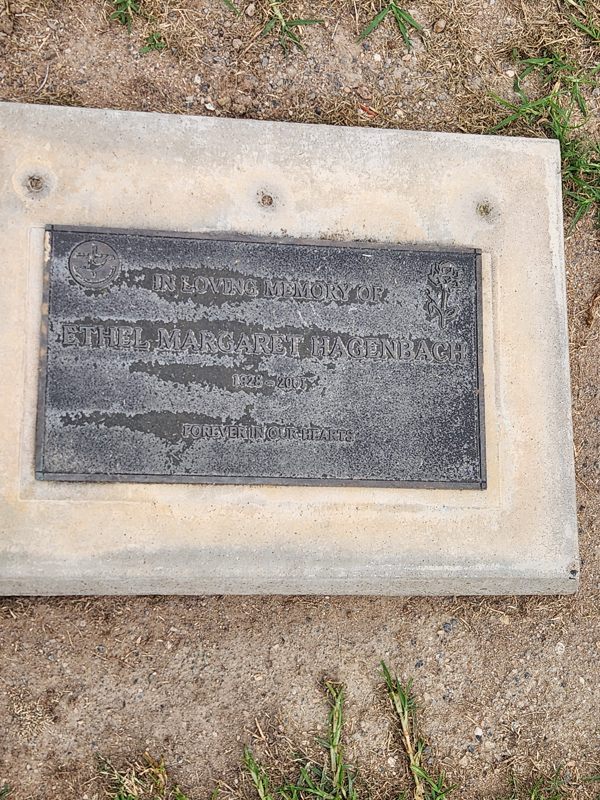 IN LOVING MEMORY OF
ETHEL MARGARET HAGENBACH
FOREVER IN OUR HEARTS